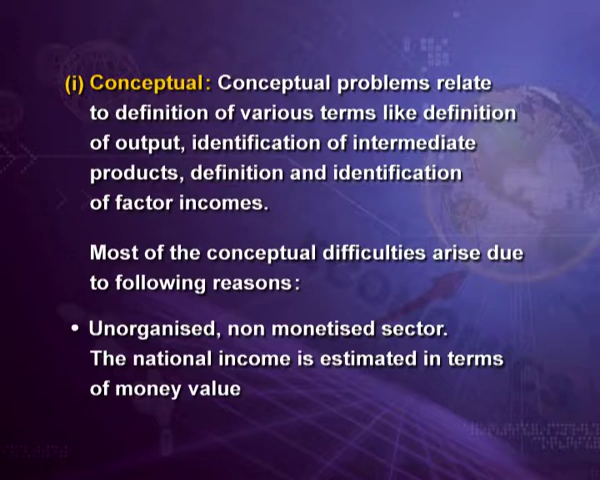 (i) Conceptual: Conceptual problems relate
to definition of various terms like definition
of output, identification of intermediate
products, definition and identification
of factor incomes.
Most of the conceptual difficulties arise due
to following reasons:
• Unorganised, non monetised sector.
The national income is estimated in terms
of money value